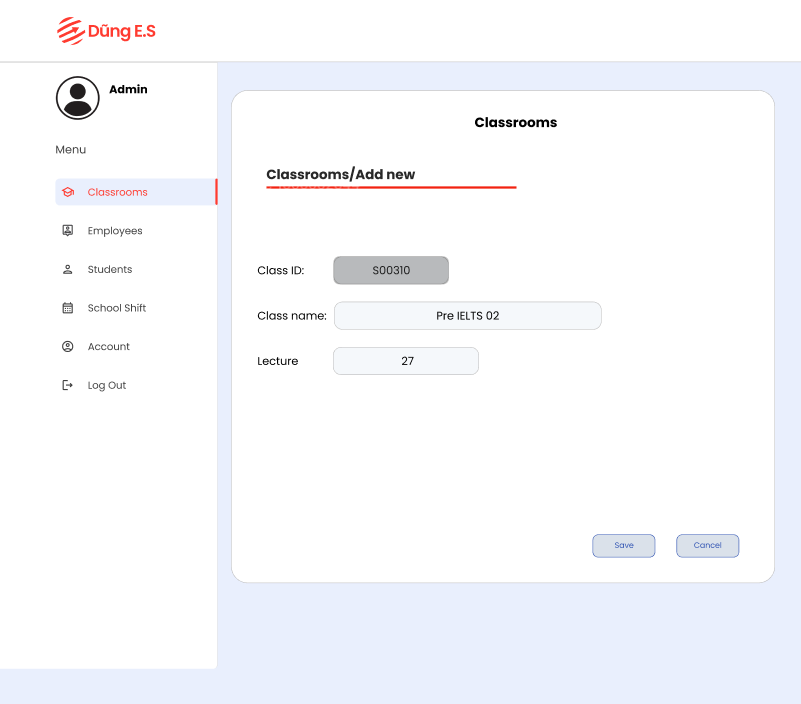 Dũng E.S
Admin
Menu
Classrooms
Employees
Students
School Shift
Account
Log Out
Classrooms
Classrooms/Add new
Class ID: S00310
Class name: Pre IELTS 02
Lecture 27
Save Cancel